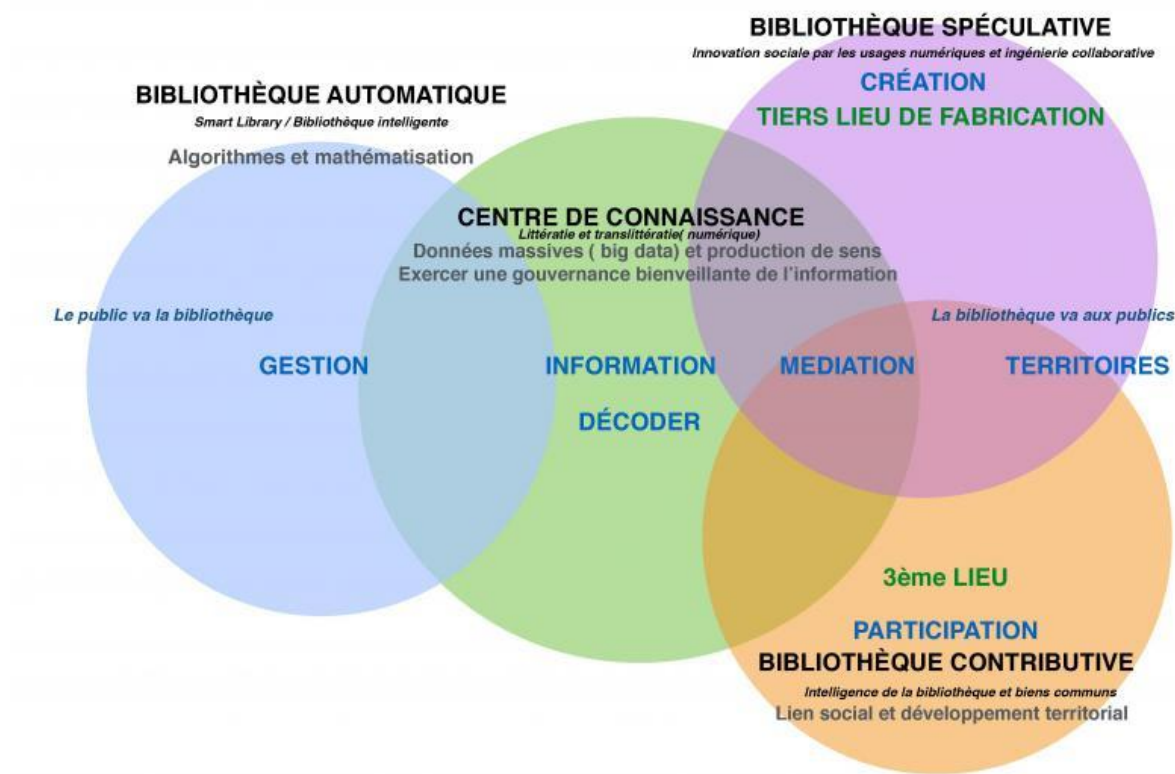 BIBLIOTHÈQUE SPÉCULATIVE
Innovation sociale par les usages numériques et ingénierie collaborative
CRÉATION
TIERS LIEU DE FABRICATION
BIBLIOTHÈQUE AUTOMATIQUE
Smart Library / Bibliothèque intelligente
Algorithmes et mathématisation
CENTRE DE CONNAISSANCE
Littératie et translittératie( numérique)
Données massives ( big data) et production de sens
Exercer une gouvernance bienveillante de l'information
Le public va la bibliothèque
La bibliothèque va aux publics
GESTION
INFORMATION
MEDIATION
TERRITOIRES
DÉCODER
3ème LIEU
PARTICIPATION
BIBLIOTHÈQUE CONTRIBUTIVE
Intelligence de la bibliothèque et biens communs
Lien social et développement territorial